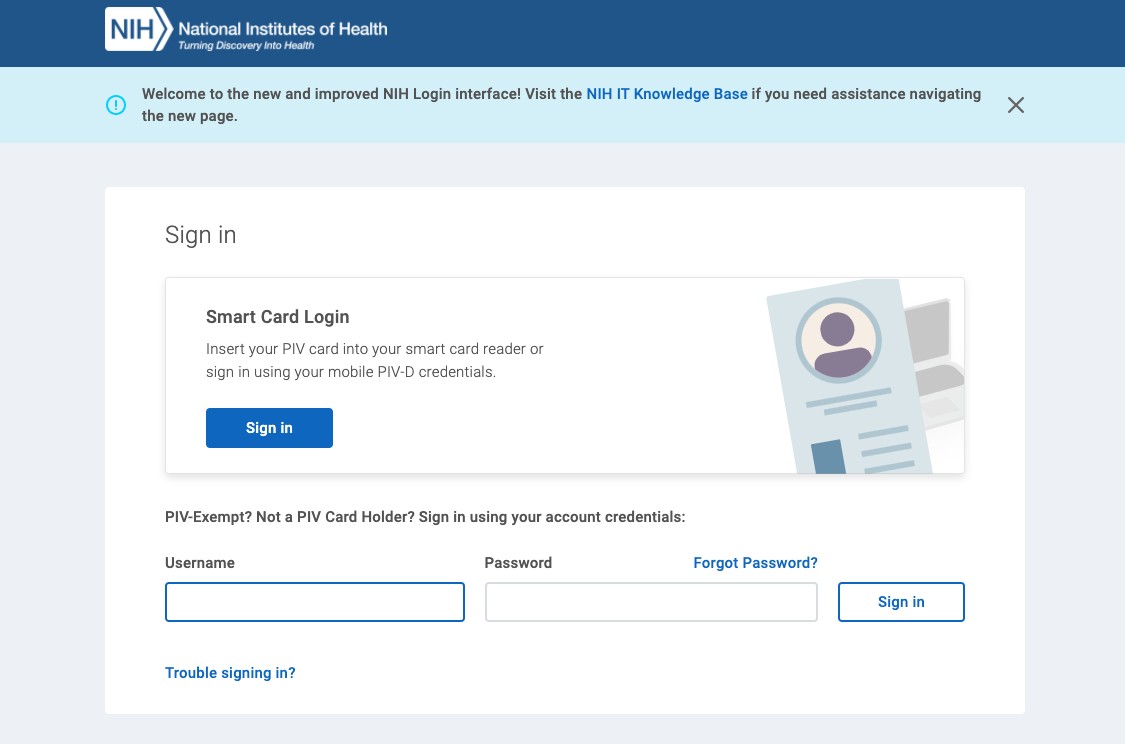 NIH National Institutes of Health
Turning Discovery Into Health
Welcome to the new and improved NIH Login interface! Visit the NIH IT Knowledge Base if you need assistance navigating
the new page.
Sign in
Smart Card Login
Insert your PIV card into your smart card reader or
sign in using your mobile PIV-D credentials.
Sign in
PIV-Exempt? Not a PIV Card Holder? Sign in using your account credentials:
Username
Password
Forgot Password?
Sign in
Trouble signing in?